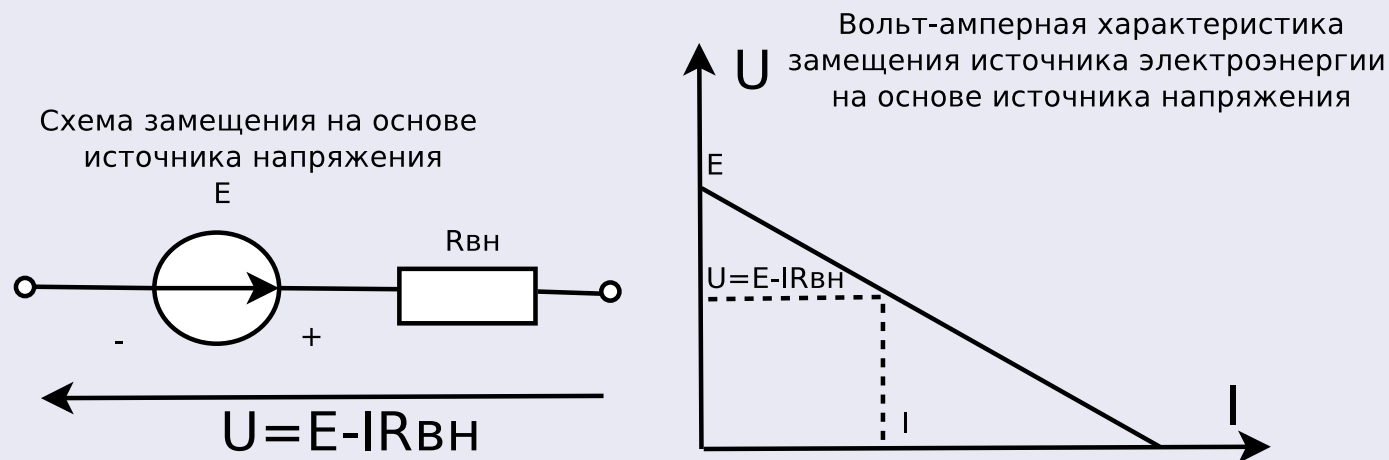 Схема замещения на основе
источника напряжения
E
Rвн
-
+
U=E-IRвн
Вольт-амперная характеристика
замещения источника электроэнергии
на основе источника напряжения
U
E
U=E-IRвн
I
I